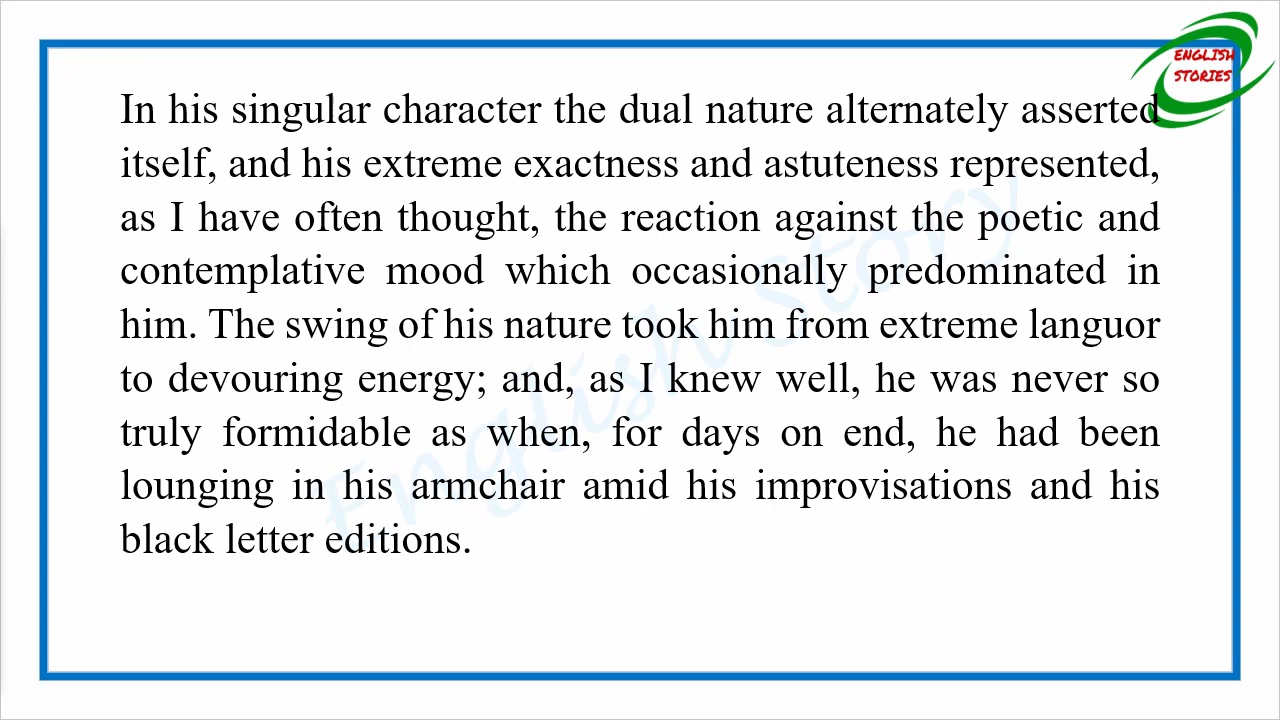 ENGLISH
STORIES
In his singular character the dual nature alternately asserted
itself, and his extreme exactness and astuteness represented,
as I have often thought, the reaction against the poetic and
contemplative mood which occasionally predominated in
him. The swing of his nature took him from extreme languor
to devouring energy; and, as I knew well, he was never so
truly formidable as when, for days on end, he had been
lounging in his armchair amid his improvisations and his
black letter editions.
English Story